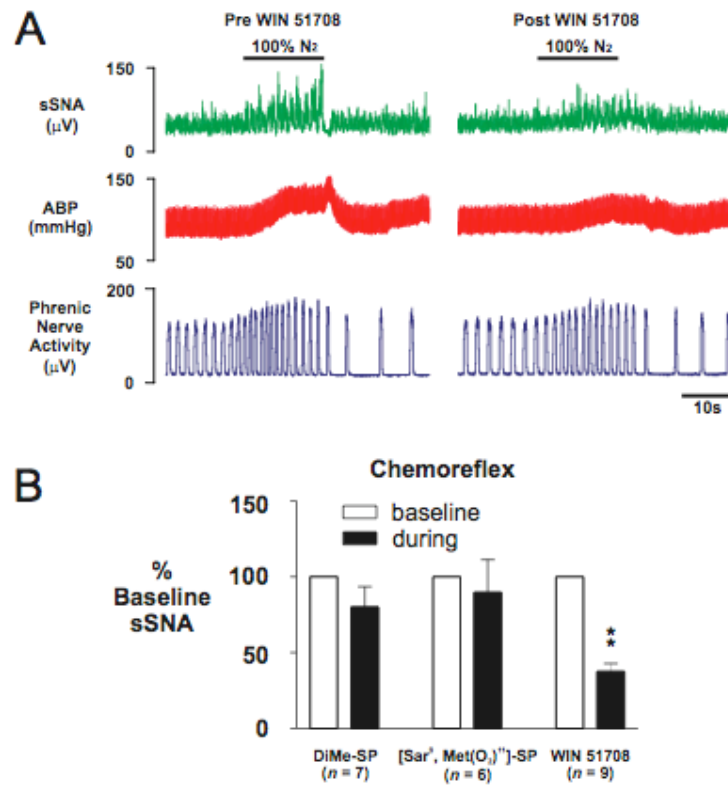 A
Pre WIN 51708
Post WIN 51708
100% N₂
100% N₂
sSNA
(μV)
150
0
ABP
(mmHg)
150
50
Phrenic
Nerve
Activity
(μV)
200
0
10s
B
Chemoreflex
%
Baseline
sSNA
150
100
50
0
baseline
during
**
DiMe-SP
(n = 7)
[Sar⁹, Met(O₂)¹¹]-SP
(n = 6)
WIN 51708
(n = 9)